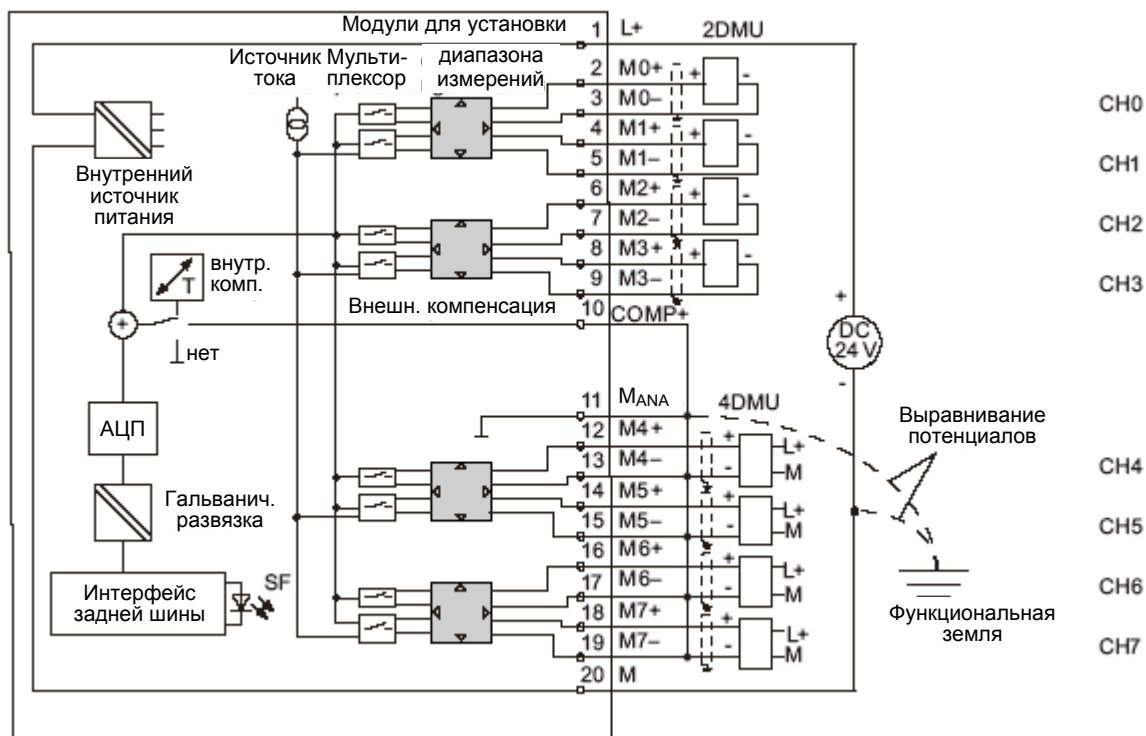 Модули для установки
диапазона
измерений
Источник
тока
Мульти-
плексор
1 L+
2DMU
2 M0+
3 M0–
4 M1+
5 M1–
6 M2+
7 M2–
8 M3+
9 M3–
10 COMP+
+ -
+ -
+ -
+ -
CH0
CH1
CH2
CH3
Внутренний
источник
питания
T
внутр.
комп.
Внешн. компенсация
+
нет
+
DC
24 V
-
АЦП
Гальванич.
развязка
Интерфейс
задней шины
SF
11 MANA
4DMU
12 M4+
13 M4–
14 M5+
15 M5–
16 M6+
17 M6–
18 M7+
19 M7–
20 M
+ L+
- M
+ L+
- M
+ L+
- M
+ L+
- M
Выравнивание
потенциалов
Функциональная
земля
CH4
CH5
CH6
CH7